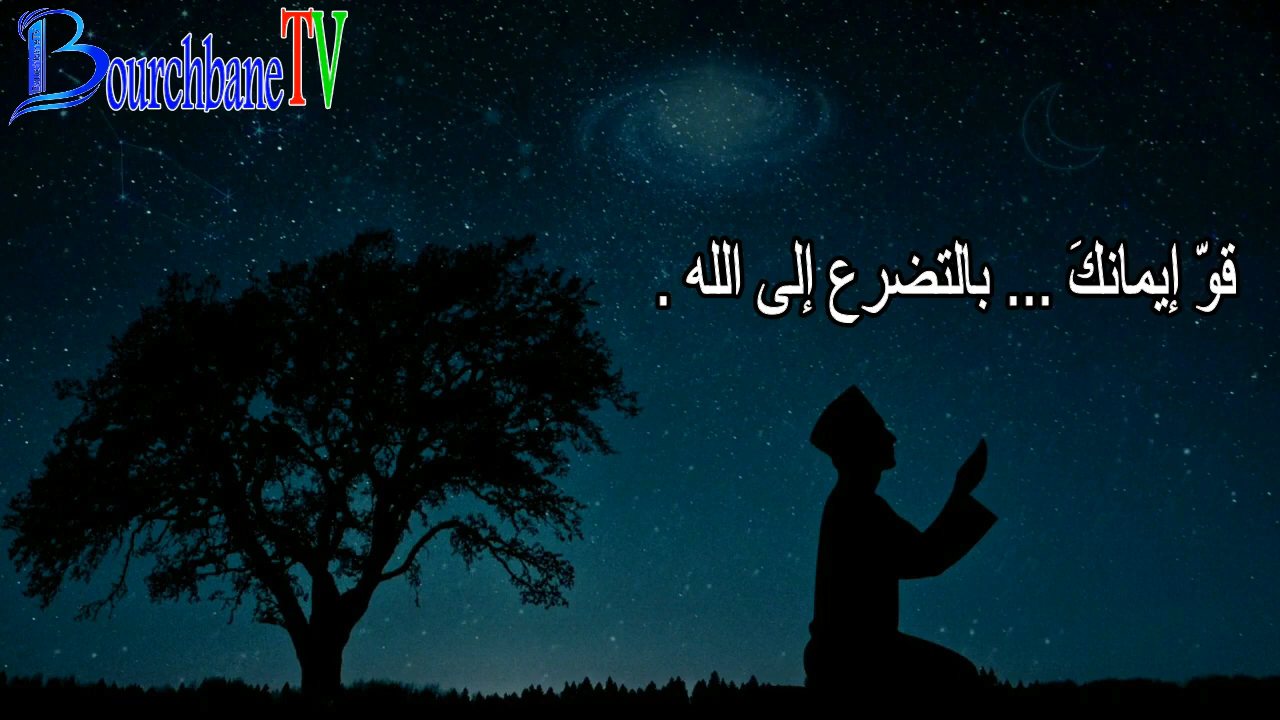 BourchbaneTV
قوّ إيمانكَ ... بالتضرع إلى الله .